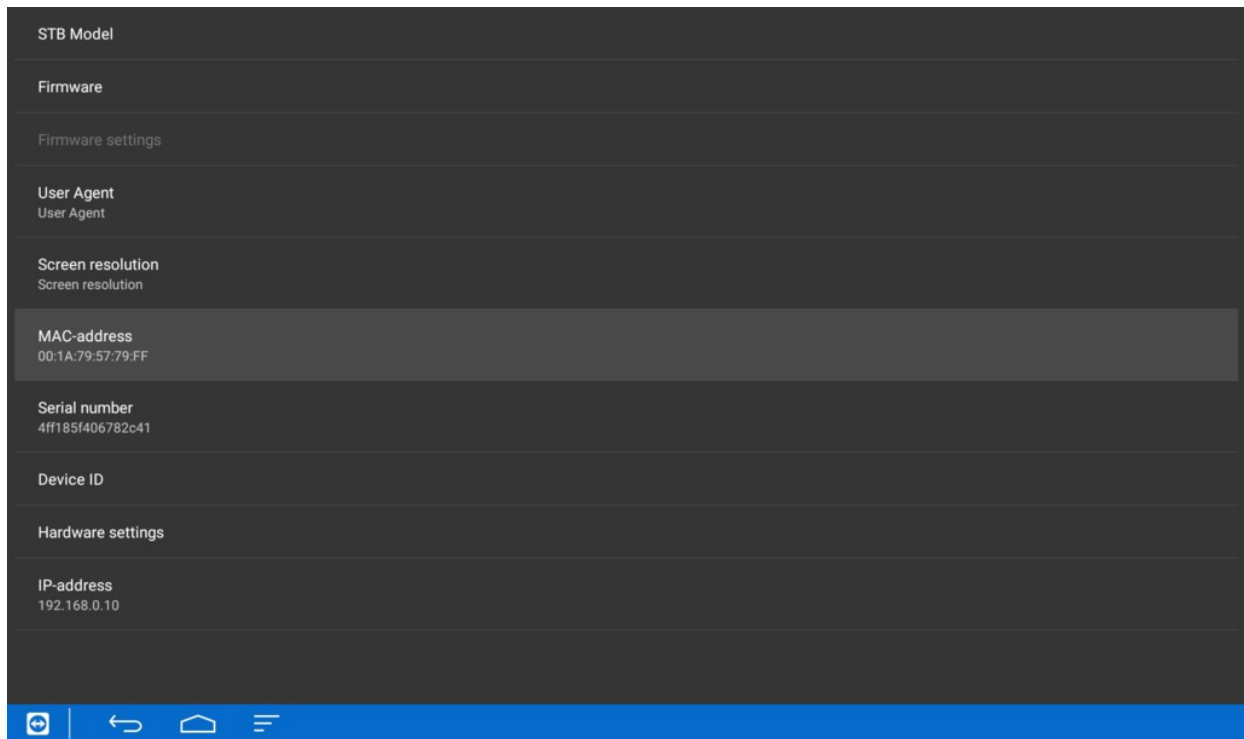 STB Model
Firmware
Firmware settings
User Agent
User Agent
Screen resolution
Screen resolution
MAC-address
00:1A:79:57:79:FF
Serial number
4ff185f406782c41
Device ID
Hardware settings
IP-address
192.168.0.10